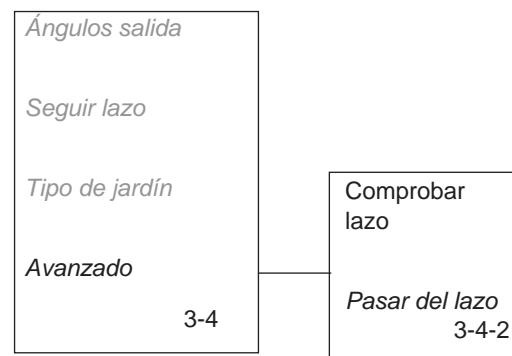 Ángulos salida
Seguir lazo
Tipo de jardín
Avanzado
3-4
Comprobar
lazo
Pasar del lazo
3-4-2